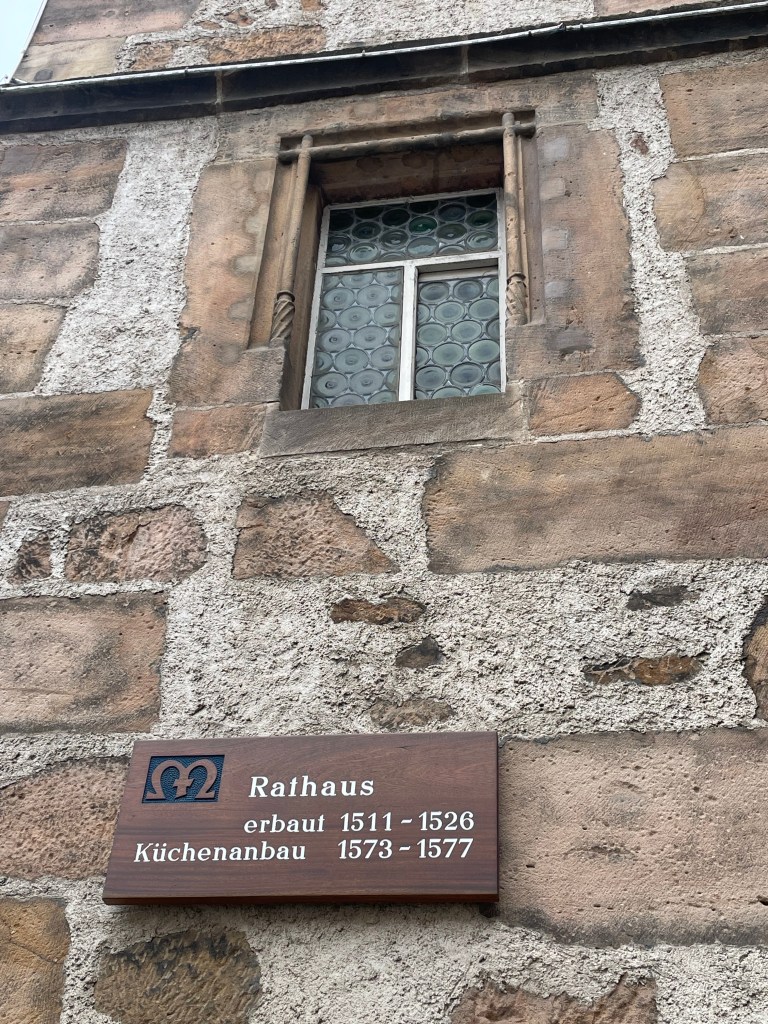 Rathaus
erbaut 1511-1526
Küchenanbau 1573-1577